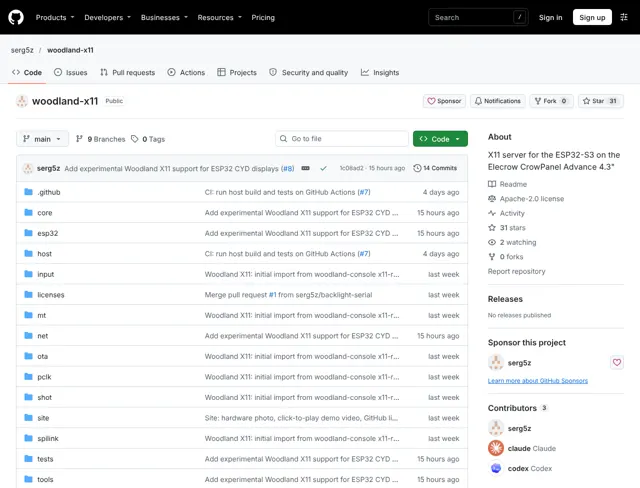 Products Developers Businesses Resources Pricing Search / Sign in Sign up
serg5z / woodland-x11
Code Issues Pull requests Actions Projects Security and quality Insights
woodland-x11 Public Sponsor Notifications Fork 0 Star 31
main 9 Branches 0 Tags Go to file Code
serg5z Add experimental Woodland X11 support for ESP32 CYD displays (#8) 1c08ad2 · 15 hours ago 14 Commits
.github CI: run host build and tests on GitHub Actions (#7) 4 days ago
core Add experimental Woodland X11 support for ESP32 CYD ... 15 hours ago
esp32 Add experimental Woodland X11 support for ESP32 CYD ... 15 hours ago
host CI: run host build and tests on GitHub Actions (#7) 4 days ago
input Woodland X11: initial import from woodland-console x11-r... last week
licenses Merge pull request #1 from serg5z/backlight-serial last week
mt Woodland X11: initial import from woodland-console x11-r... last week
net Add experimental Woodland X11 support for ESP32 CYD ... 15 hours ago
ota Woodland X11: initial import from woodland-console x11-r... last week
pclk Woodland X11: initial import from woodland-console x11-r... last week
shot Woodland X11: initial import from woodland-console x11-r... last week
site Site: hardware photo, click-to-play demo video, GitHub li... last week
spilink Woodland X11: initial import from woodland-console x11-r... last week
tests Add experimental Woodland X11 support for ESP32 CYD ... 15 hours ago
tools Add experimental Woodland X11 support for ESP32 CYD ... 15 hours ago
About
X11 server for the ESP32-S3 on the
Elecrow CrowPanel Advance 4.3"
Readme
Apache-2.0 license
Activity
31 stars
2 watching
0 forks
Report repository
Releases
No releases published
Sponsor this project
serg5z
Learn more about GitHub Sponsors
Contributors 3
serg5z
claude Claude
codex Codex